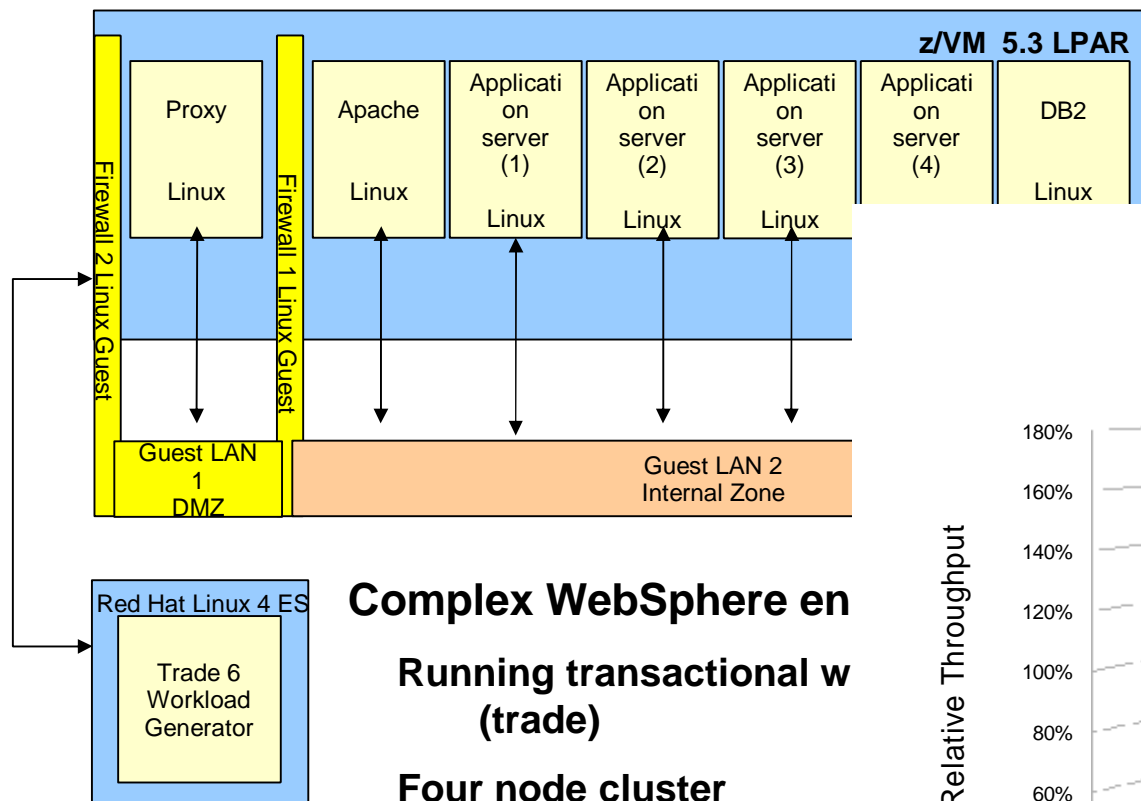 z/VM 5.3 LPAR
Firewall 2 Linux Guest
Proxy
Linux
Firewall 1 Linux Guest
Apache
Linux
Applicati
on
server
(1)
Linux
Applicati
on
server
(2)
Linux
Applicati
on
server
(3)
Linux
Applicati
on
server
(4)
DB2
Linux
Guest LAN
1
DMZ
Guest LAN 2
Internal Zone
Red Hat Linux 4 ES
Trade 6
Workload
Generator
Complex WebSphere en
Running transactional w
(trade)
Four node cluster
Relative Throughput
180%
160%
140%
120%
100%
80%
60%